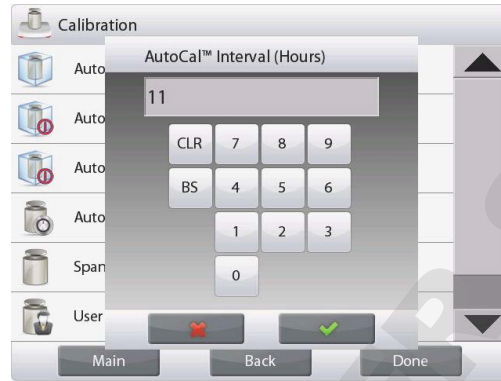 Calibration
AutoCal™ Interval (Hours)
11
Auto
Auto
Auto
Auto
Span
User
CLR 7 8 9
BS 4 5 6
1 2 3
0
Main Back Done